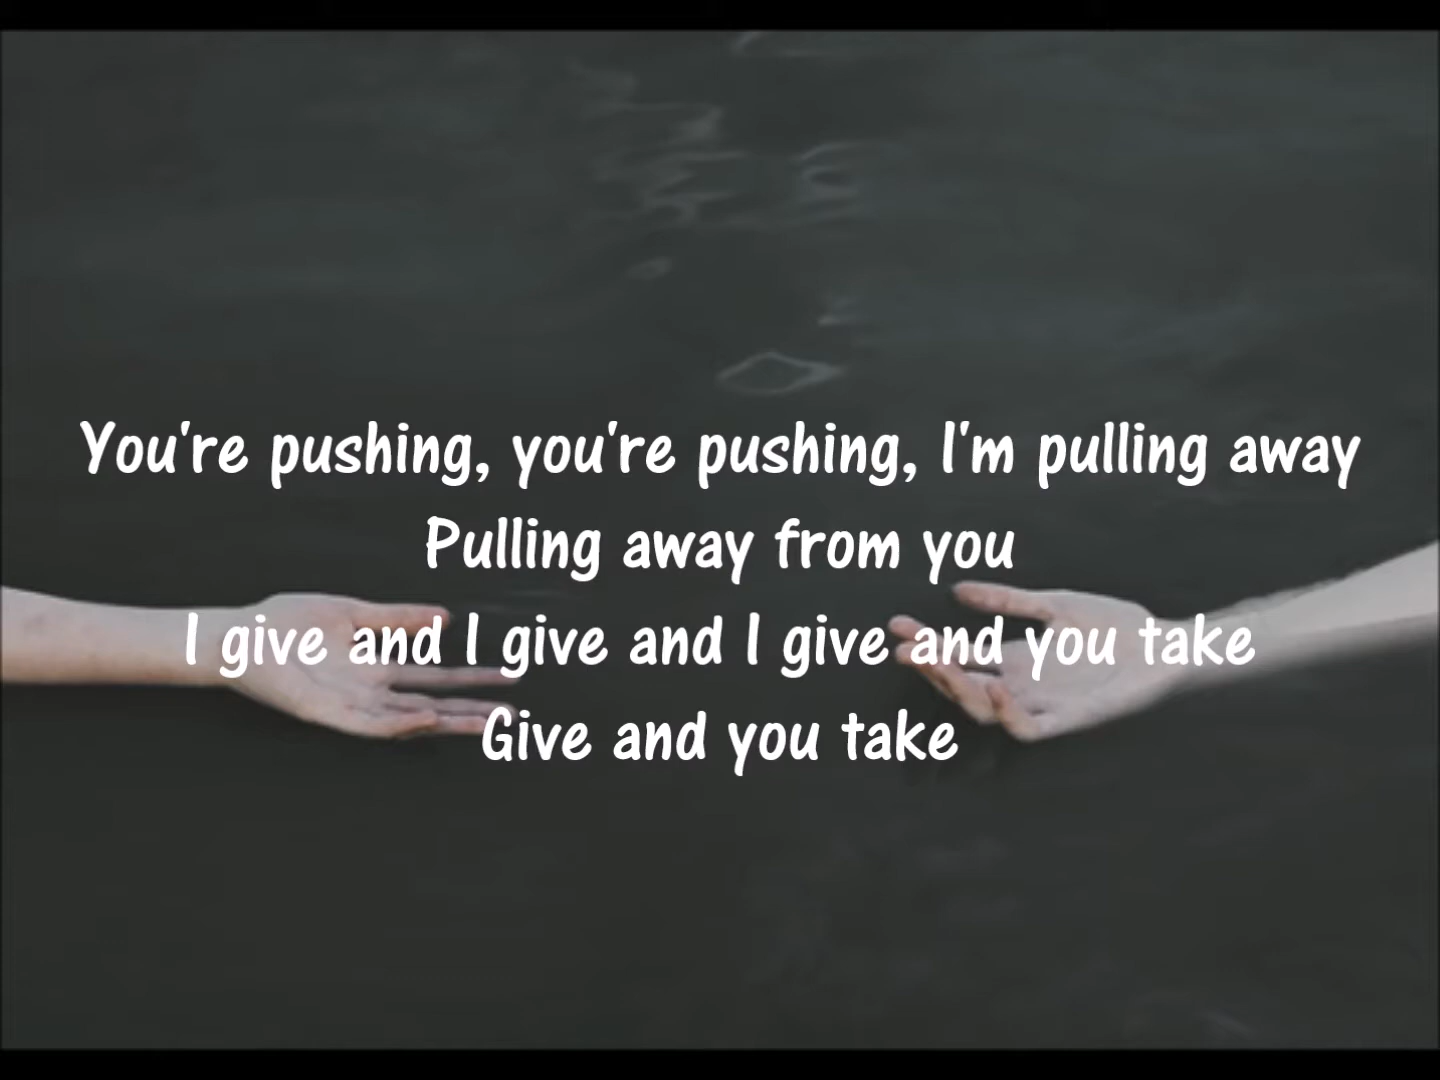 You're pushing, you're pushing, I'm pulling away
Pulling away from you
I give and I give and I give and you take
Give and you take